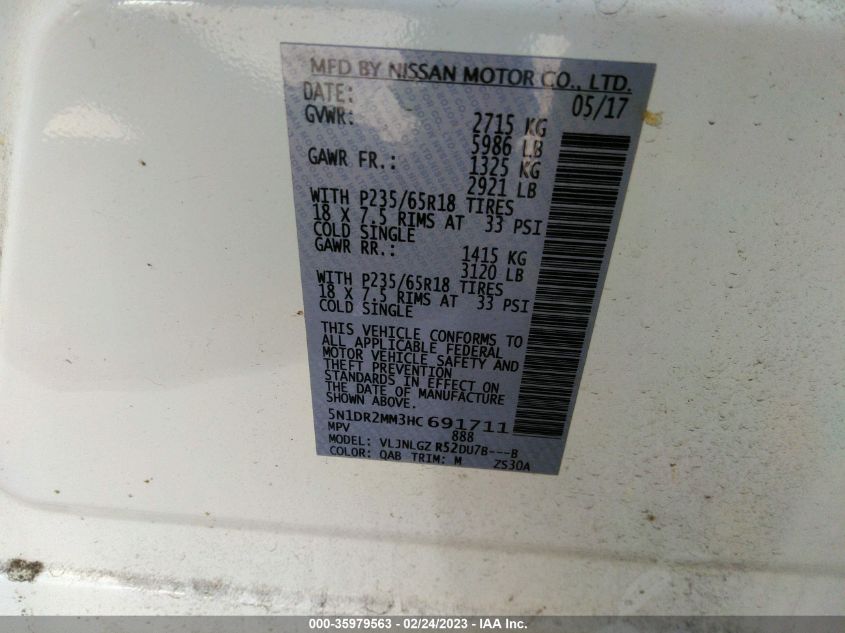 MFD BY NISSAN MOTOR CO., LTD.
DATE: 05/17
GVWR: 2715 KG
5986 LB
GAWR FR.: 1325 KG
2921 LB
WITH P235/65R18 TIRES
18 X 7.5 RIMS AT 33 PSI
COLD SINGLE
GAWR RR.: 1415 KG
3120 LB
WITH P235/65R18 TIRES
18 X 7.5 RIMS AT 33 PSI
COLD SINGLE
THIS VEHICLE CONFORMS TO
ALL APPLICABLE FEDERAL
MOTOR VEHICLE SAFETY AND
THEFT PREVENTION
STANDARDS IN EFFECT ON
THE DATE OF MANUFACTURE
SHOWN ABOVE.
5N1DR2MM3HC691711
MPV 888
MODEL: VLJNLGZ R52DU7B---B
COLOR: QAB TRIM: M ZS30A
000-35979563 - 02/24/2023 - IAA Inc.